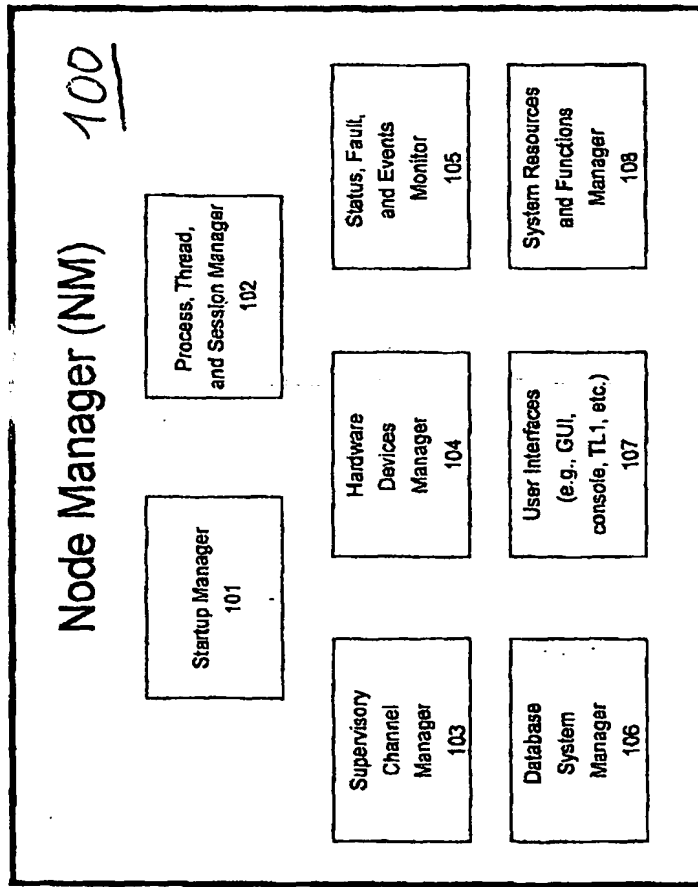 Node Manager (NM)
100
Startup Manager
101
Process, Thread,
and Session Manager
102
Supervisory
Channel
Manager
103
Hardware
Devices
Manager
104
Status, Fault,
and Events
Monitor
105
Database
System
Manager
106
User Interfaces
(e.g., GUI,
console, TL1, etc.)
107
System Resources
and Functions
Manager
108